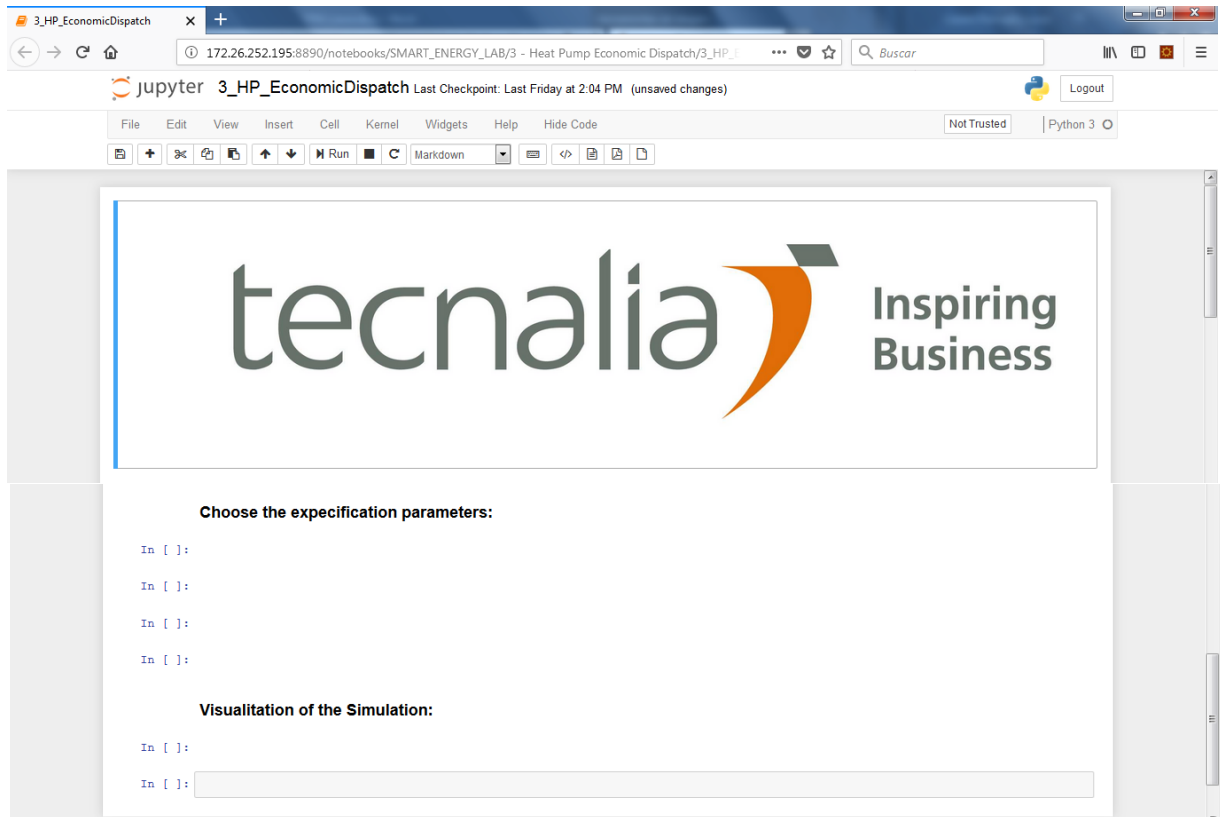 3_HP_EconomicDispatch
172.26.252.195:8890/notebooks/SMART_ENERGY_LAB/3 - Heat Pump Economic Dispatch/3_HP_
Buscar
jupyter 3_HP_EconomicDispatch Last Checkpoint: Last Friday at 2:04 PM (unsaved changes)
Logout
File Edit View Insert Cell Kernel Widgets Help Hide Code
Not Trusted
Python 3
Run
Markdown
tecnalia
Inspiring
Business
Choose the expecification parameters:
In [ ]:
In [ ]:
In [ ]:
In [ ]:
Visualitation of the Simulation:
In [ ]:
In [ ]: